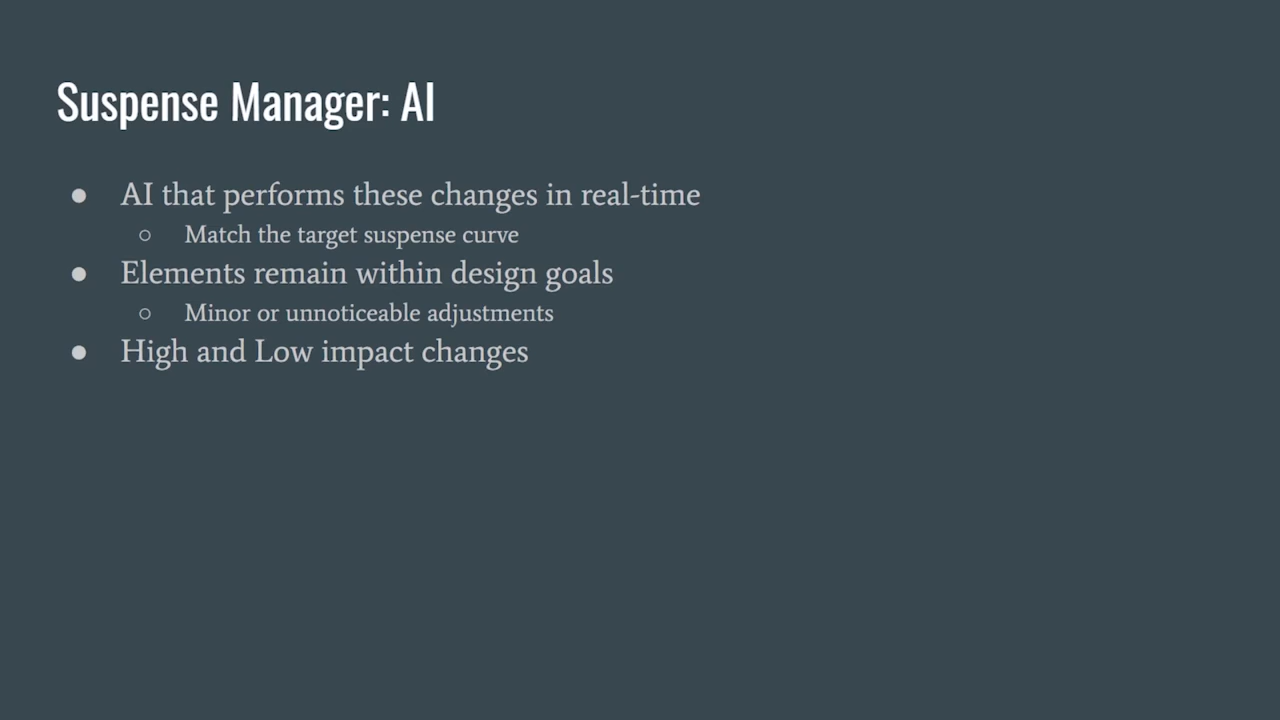 Suspense Manager: AI
● AI that performs these changes in real-time
○ Match the target suspense curve
● Elements remain within design goals
○ Minor or unnoticeable adjustments
● High and Low impact changes